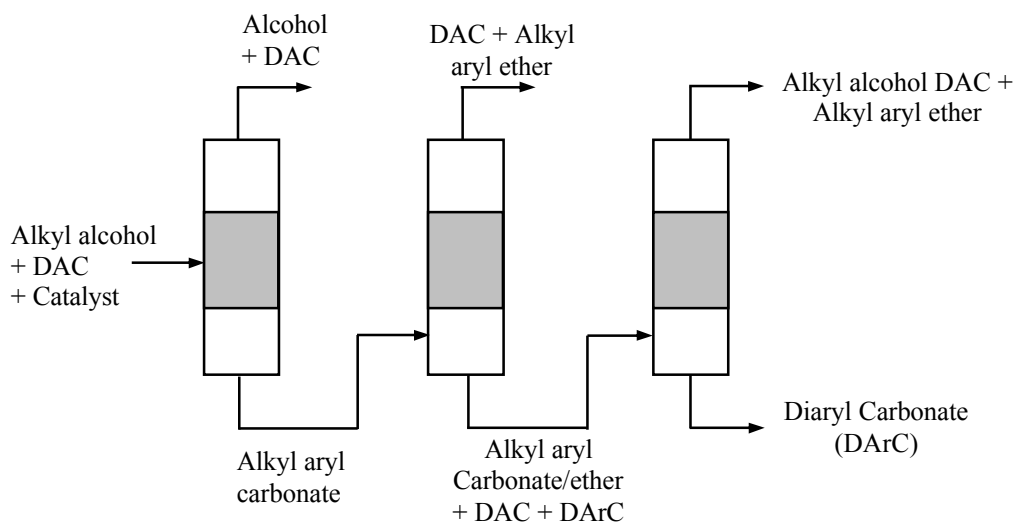 Alcohol
+ DAC
DAC + Alkyl
aryl ether
Alkyl alcohol DAC +
Alkyl aryl ether
Alkyl alcohol
+ DAC
+ Catalyst
Alkyl aryl
carbonate
Alkyl aryl
Carbonate/ether
+ DAC + DArC
Diaryl Carbonate
(DArC)